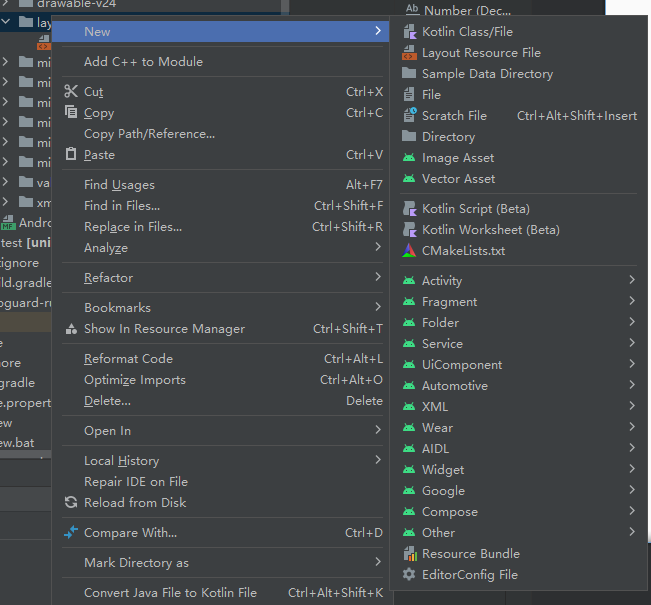 drawable-v24
lay
mi
mi
mi
mi
mi
mi
va
xm
Andro
test [uni
tignore
ild.gradle
oguard-ru
e
nore
gradle
e.propert
ew
ew.bat
New
Add C++ to Module
Cut Ctrl+X
Copy Ctrl+C
Copy Path/Reference...
Paste Ctrl+V
Find Usages Alt+F7
Find in Files... Ctrl+Shift+F
Replace in Files... Ctrl+Shift+R
Analyze
Refactor
Bookmarks
Show In Resource Manager Ctrl+Shift+T
Reformat Code Ctrl+Alt+L
Optimize Imports Ctrl+Alt+O
Delete... Delete
Open In
Local History
Repair IDE on File
Reload from Disk
Compare With... Ctrl+D
Mark Directory as
Convert Java File to Kotlin File Ctrl+Alt+Shift+K
Ab Number (Dec...
Kotlin Class/File
Layout Resource File
Sample Data Directory
File
Scratch File Ctrl+Alt+Shift+Insert
Directory
Image Asset
Vector Asset
Kotlin Script (Beta)
Kotlin Worksheet (Beta)
CMakeLists.txt
Activity
Fragment
Folder
Service
UiComponent
Automotive
XML
Wear
AIDL
Widget
Google
Compose
Other
Resource Bundle
EditorConfig File